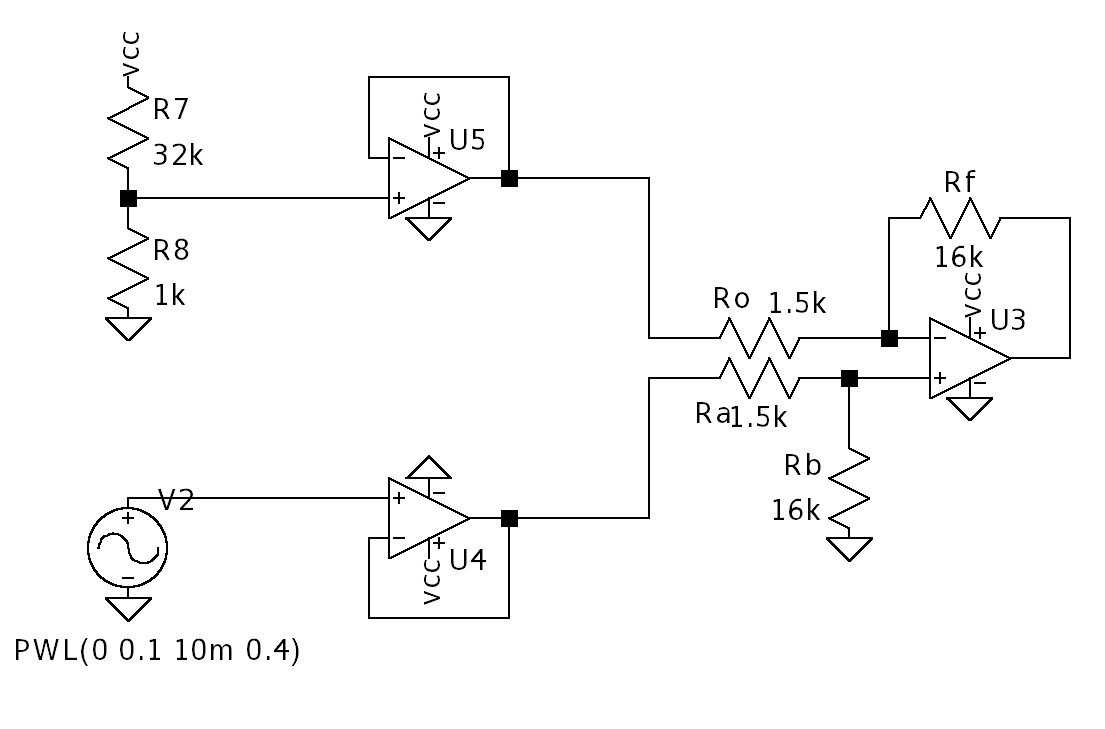 vcc
R7
32k
R8
1k
vcc
U5
+
−
+
−
Rf
16k
vcc
U3
+
−
+
−
Ro 1.5k
Ra 1.5k
Rb
16k
V2
+
−
+
−
−
+
U4
vcc
PWL(0 0.1 10m 0.4)